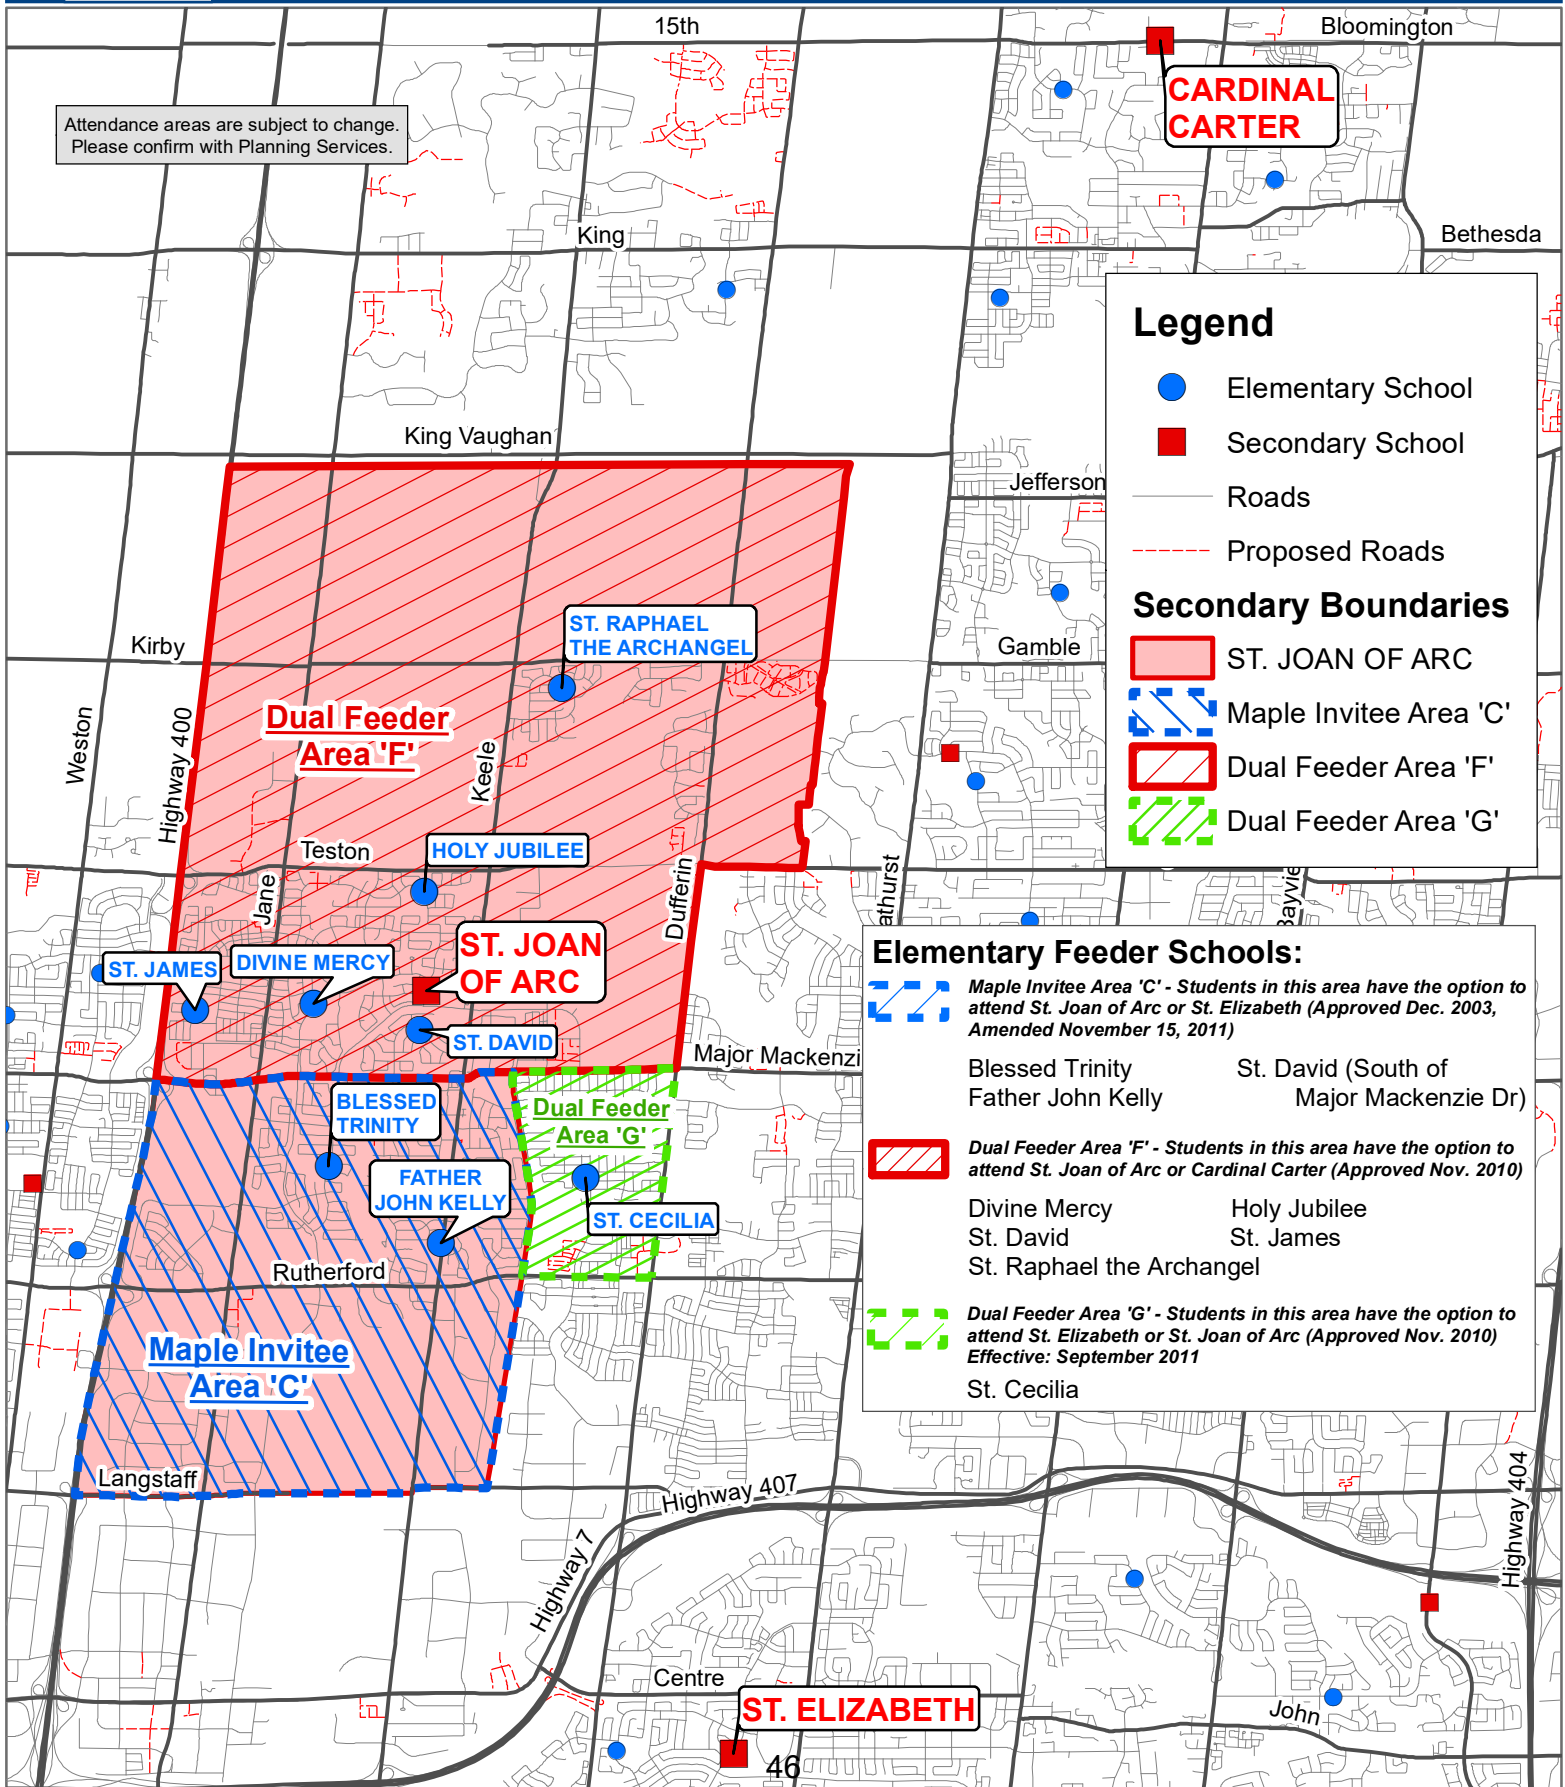 15th
Bloomington
CARDINAL
CARTER
Attendance areas are subject to change.
Please confirm with Planning Services.
King
Bethesda
Legend
Elementary School
Secondary School
Roads
Proposed Roads
Secondary Boundaries
ST. JOAN OF ARC
Maple Invitee Area 'C'
Dual Feeder Area 'F'
Dual Feeder Area 'G'
King Vaughan
Jefferson
Kirby
ST. RAPHAEL
THE ARCHANGEL
Gamble
Weston
Highway 400
Dual Feeder
Area 'F'
Keele
Teston
HOLY JUBILEE
Jane
Dufferin
athurst
Bayvie
ST. JAMES
DIVINE MERCY
ST. JOAN
OF ARC
ST. DAVID
Major Mackenzi
Elementary Feeder Schools:
Maple Invitee Area 'C' - Students in this area have the option to
attend St. Joan of Arc or St. Elizabeth (Approved Dec. 2003,
Amended November 15, 2011)
Blessed Trinity
St. David (South of
Father John Kelly
Major Mackenzie Dr)
Dual Feeder Area 'F' - Students in this area have the option to
attend St. Joan of Arc or Cardinal Carter (Approved Nov. 2010)
Divine Mercy
Holy Jubilee
St. David
St. James
St. Raphael the Archangel
Dual Feeder Area 'G' - Students in this area have the option to
attend St. Elizabeth or St. Joan of Arc (Approved Nov. 2010)
Effective: September 2011
St. Cecilia
BLESSED
TRINITY
Dual Feeder
Area 'G'
FATHER
JOHN KELLY
ST. CECILIA
Rutherford
Maple Invitee
Area 'C'
Langstaff
Highway 407
Highway 7
Highway 404
Centre
ST. ELIZABETH
John
46